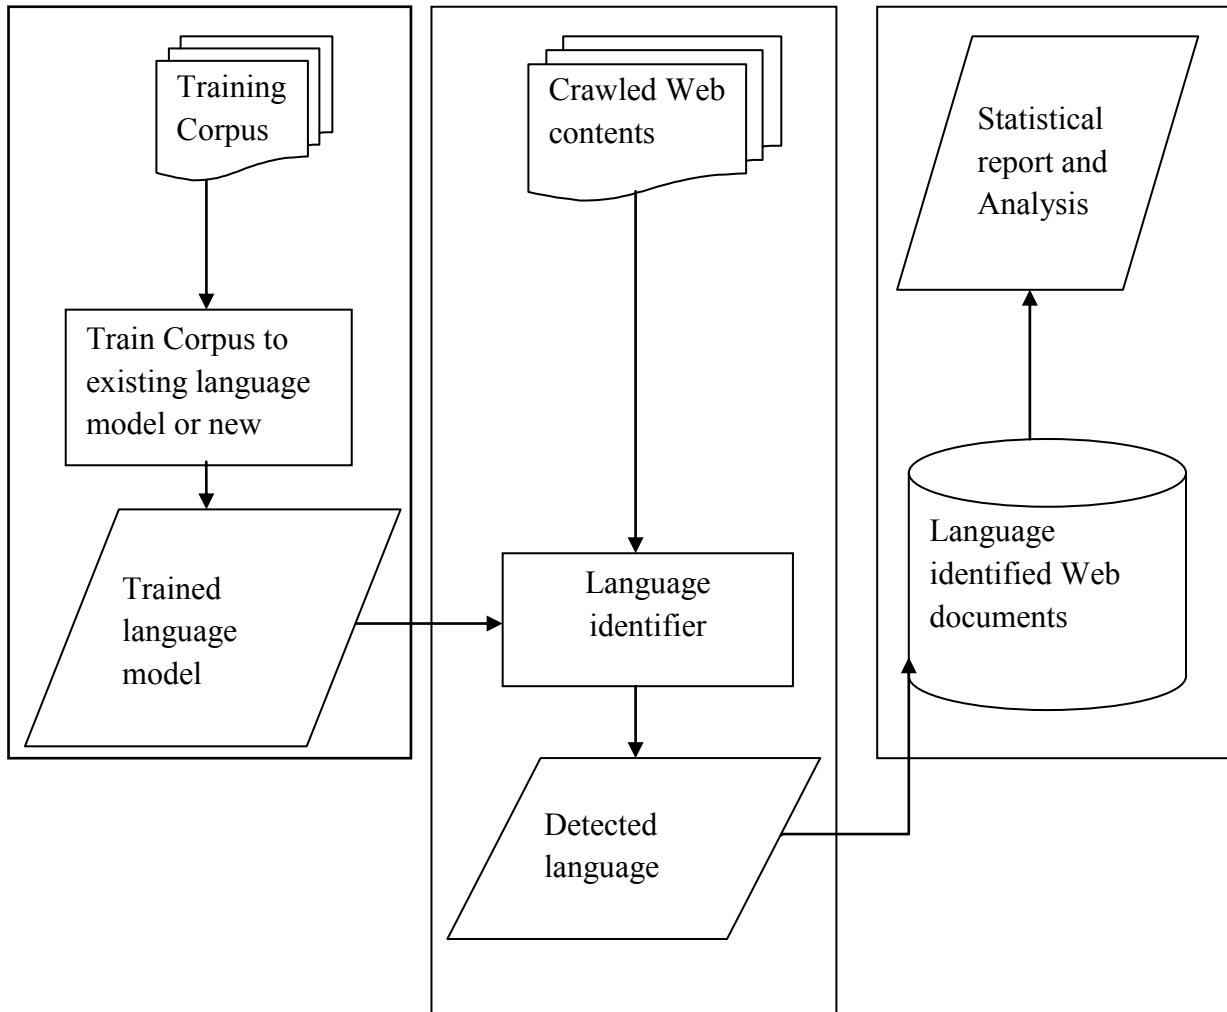 Training
Corpus
Train Corpus to
existing language
model or new
Trained
language
model
Crawled Web
contents
Language
identifier
Detected
language
Statistical
report and
Analysis
Language
identified Web
documents